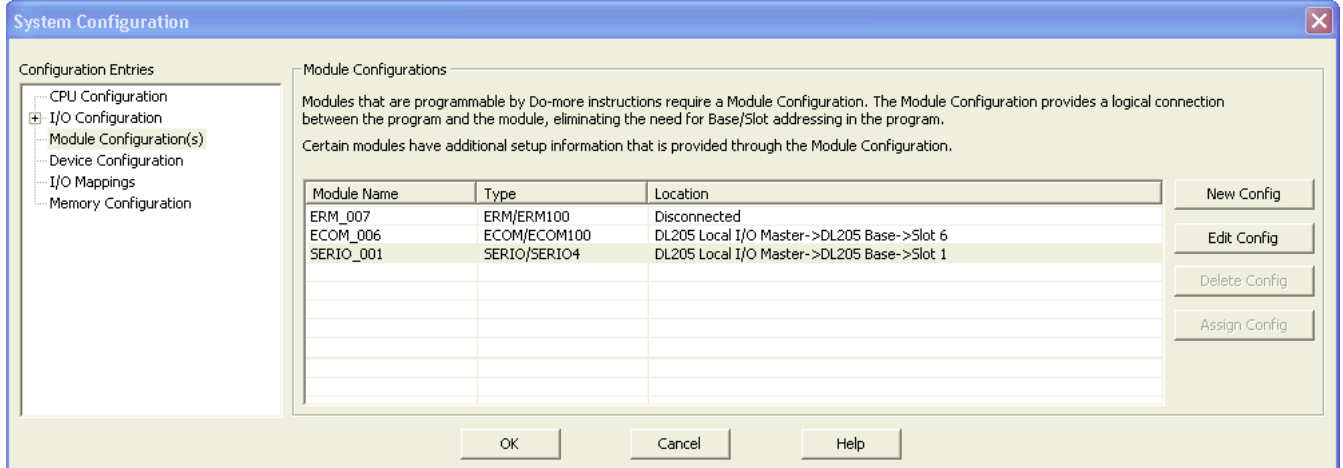 System Configuration
Configuration Entries
CPU Configuration
I/O Configuration
Module Configuration(s)
Device Configuration
I/O Mappings
Memory Configuration
Module Configurations
Modules that are programmable by Do-more instructions require a Module Configuration. The Module Configuration provides a logical connection
between the program and the module, eliminating the need for Base/Slot addressing in the program.
Certain modules have additional setup information that is provided through the Module Configuration.
Module Name Type Location
ERM_007 ERM/ERM100 Disconnected
ECOM_006 ECOM/ECOM100 DL205 Local I/O Master->DL205 Base->Slot 6
SERIO_001 SERIO/SERIO4 DL205 Local I/O Master->DL205 Base->Slot 1
New Config
Edit Config
Delete Config
Assign Config
OK Cancel Help